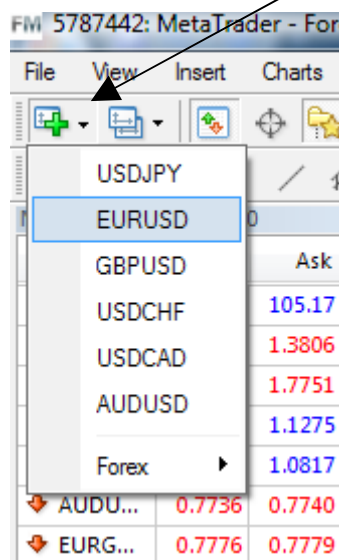 FM 5787442: MetaTrader - For
File View Insert Charts
USDJPY
EURUSD
GBPUSD Ask
USDCHF 105.17
USDCAD 1.3806
AUDUSD 1.7751
1.1275
Forex 1.0817
AUDU... 0.7736 0.7740
EURG... 0.7776 0.7779